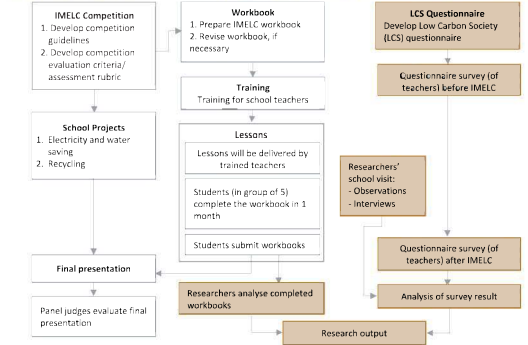 IMELC Competition
1. Develop competition
guidelines
2. Develop competition
evaluation criteria/
assessment rubric
School Projects
1. Electricity and water
saving
2. Recycling
Final presentation
Panel judges evaluate final
presentation
Workbook
1. Prepare IMELC workbook
2. Revise workbook, if
necessary
Training
Training for school teachers
Lessons
Lessons will be delivered by
trained teachers
Students (in group of 5)
complete the workbook in 1
month
Students submit workbooks
Researchers analyse completed
workbooks
LCS Questionnaire
Develop Low Carbon Society
(LCS) questionnaire
Questionnaire survey (of
teachers) before IMELC
Researchers'
school visit:
- Observations
- Interviews
Questionnaire survey (of
teachers) after IMELC
Analysis of survey result
Research output